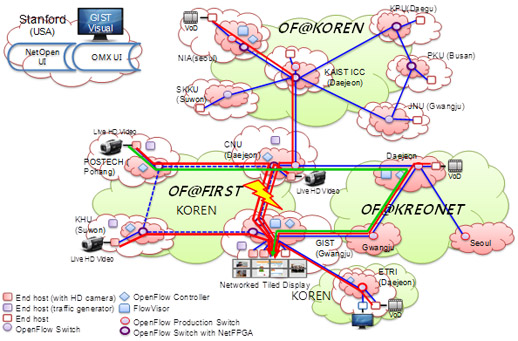 Stanford
(USA)
GIST
Visual
NetOpen
UI
OMX UI
OF@KOREN
KPU(Daegu)
VoD
NIA(seoul)
KAIST ICC
(Daejeon)
PKU (Busan)
SKKU
(Suwon)
JNU (Gwangju)
Live HD Video
CNU
(Daejeon)
Daejeon
POSTECH
Pohang)
VoD
Live HD Video
OF@FIRST
KOREN
OF@KREONET
KHU
(Suwon)
GIST
(Gwangju)
Gwangju
Seoul
Live HD Video
Networked Tiled Display
ETRI
(Daejeon)
KOREN
VoD
End host (with HD camera)
OpenFlow Controller
End host (traffic generator)
FlowVisor
End host
OpenFlow Production Switch
OpenFlow Switch
OpenFlow Switch with NetFPGA